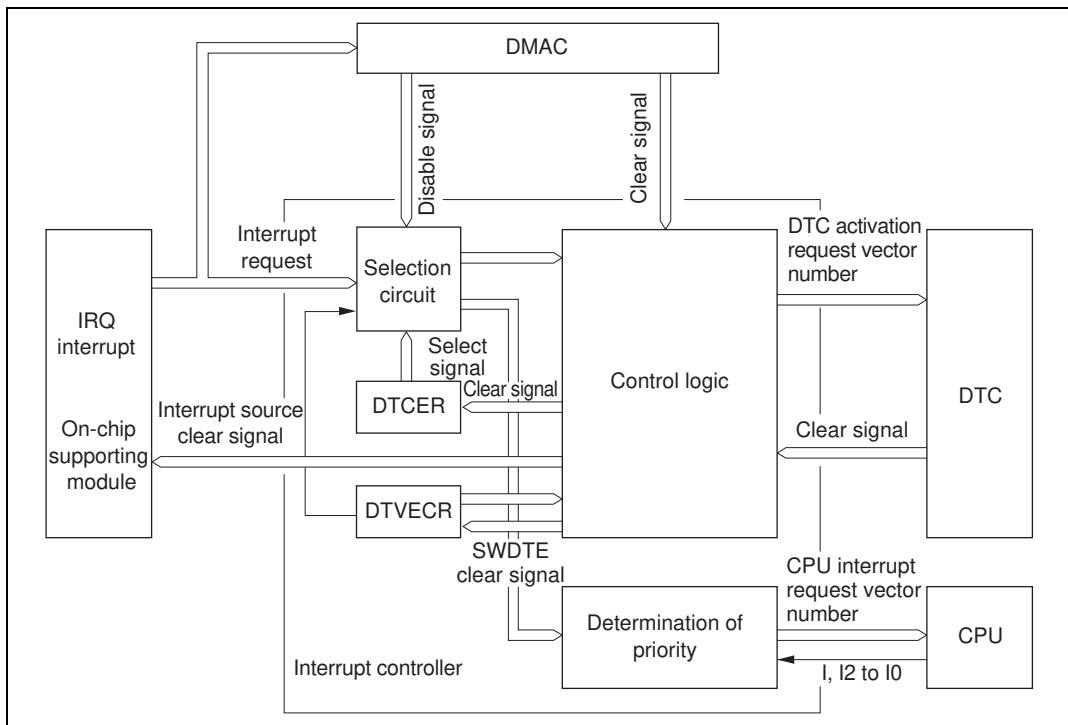 DMAC
Disable signal
Clear signal
Interrupt
request
DTC activation
request vector
number
Selection
circuit
IRQ
interrupt
Select
signal
Control logic
DTC
DTCER
Clear signal
Interrupt source
clear signal
Clear signal
On-chip
supporting
module
DTVECR
SWDTE
clear signal
CPU interrupt
request vector
number
Determination of
priority
CPU
Interrupt controller
I, I2 to I0